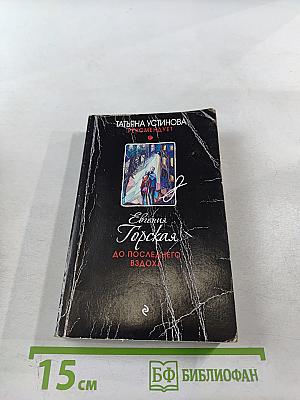 ТАТЬЯНА УСТИНОВА
РЕКОМЕНДУЕТ
Евгения
Горская
ДО ПОСЛЕДНЕГО
ВЗДОХА
15 см
БФ БИБЛИОФАН